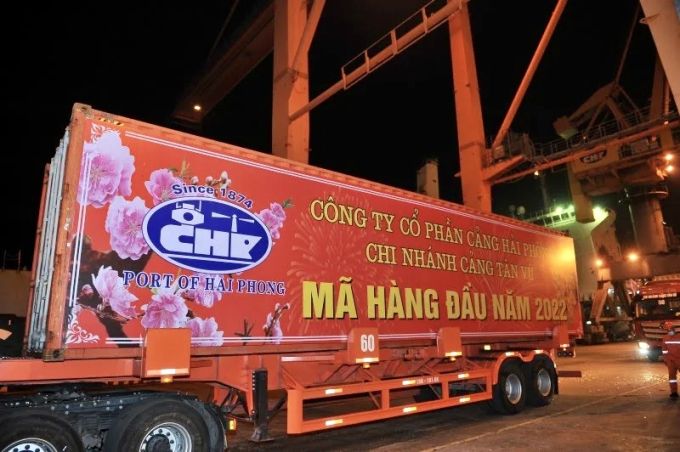 Since 1874
CHP
PORT OF HAI PHONG
CÔNG TY CỔ PHẦN CẢNG HẢI PHÒNG
CHI NHÁNH CẢNG TÂN VŨ
MÃ HÀNG ĐẦU NĂM 2022
60